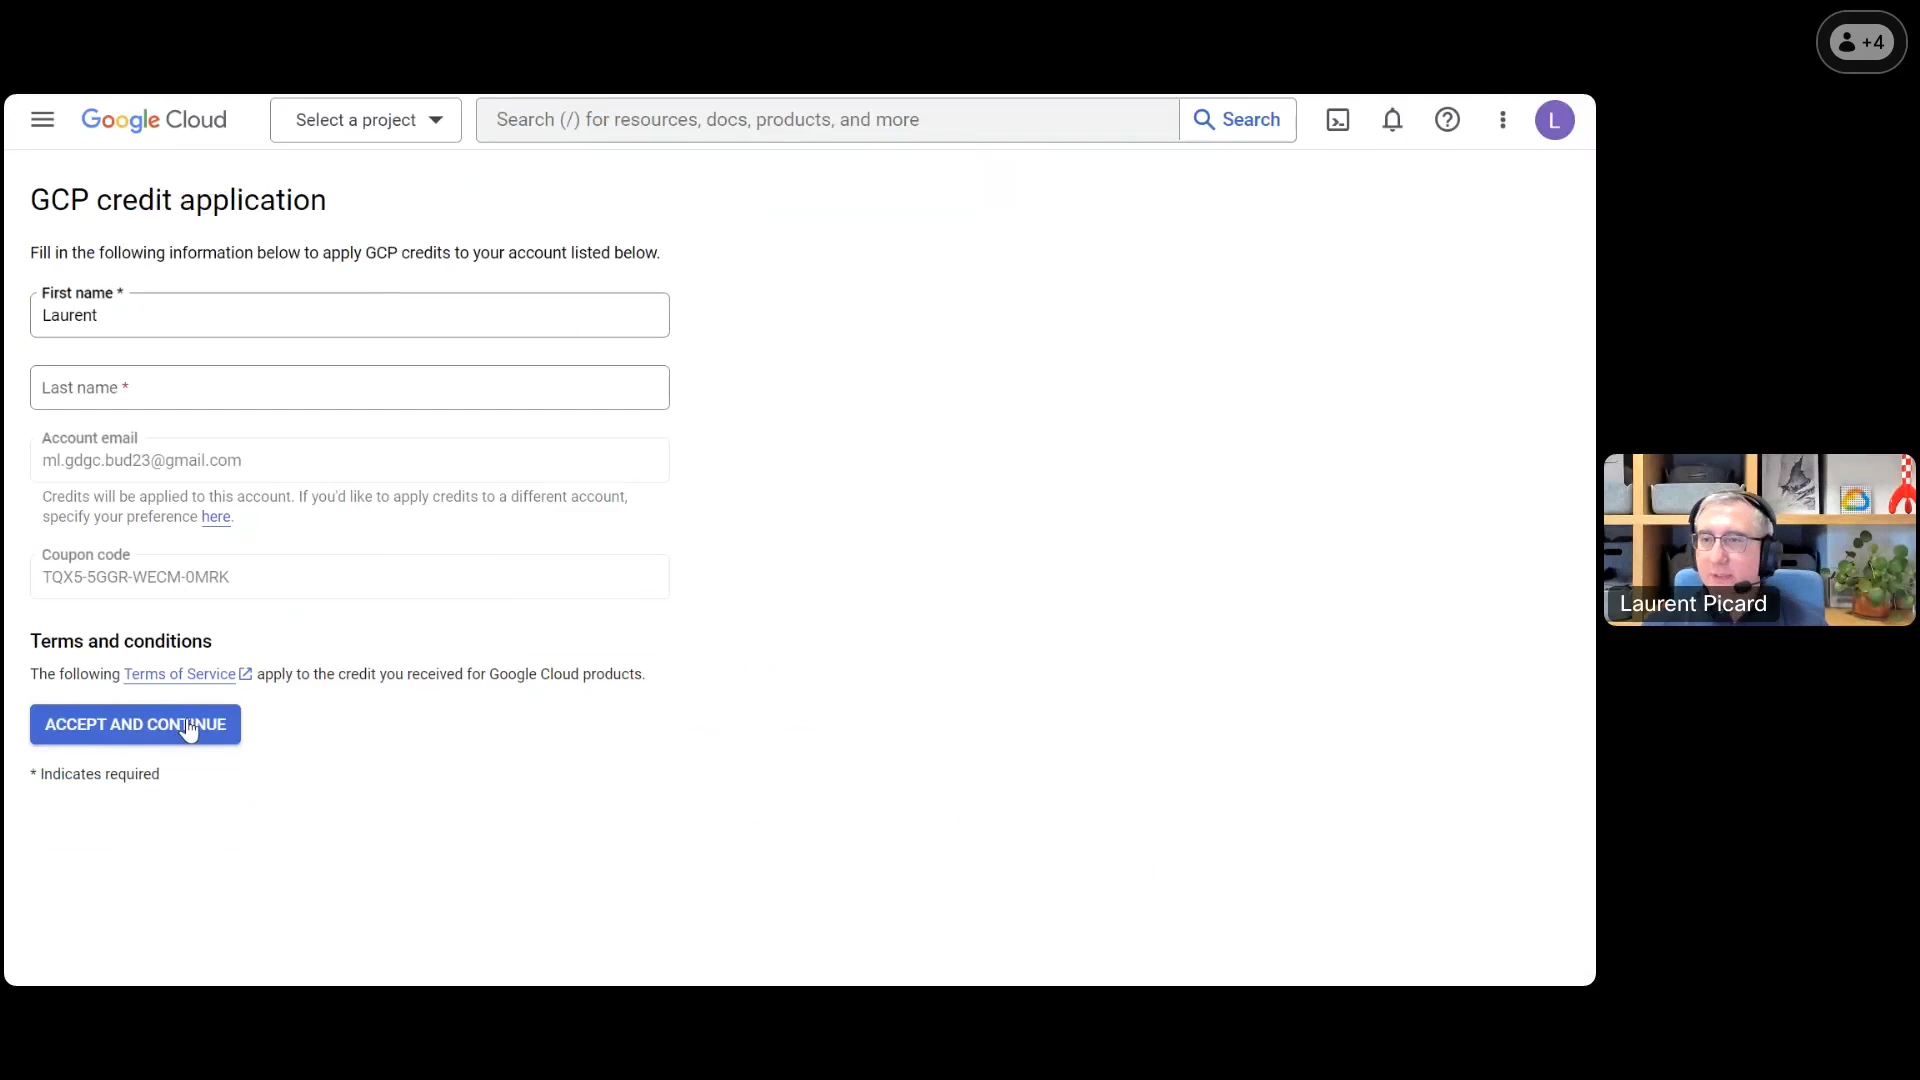 +4
Google Cloud
Select a project
Search (/) for resources, docs, products, and more
Search
L
GCP credit application
Fill in the following information below to apply GCP credits to your account listed below.
First name *
Laurent
Last name *
Account email
ml.gdgc.bud23@gmail.com
Credits will be applied to this account. If you'd like to apply credits to a different account,
specify your preference here.
Coupon code
TQX5-5GGR-WECM-0MRK
Terms and conditions
The following Terms of Service apply to the credit you received for Google Cloud products.
ACCEPT AND CONTINUE
* Indicates required
Laurent Picard